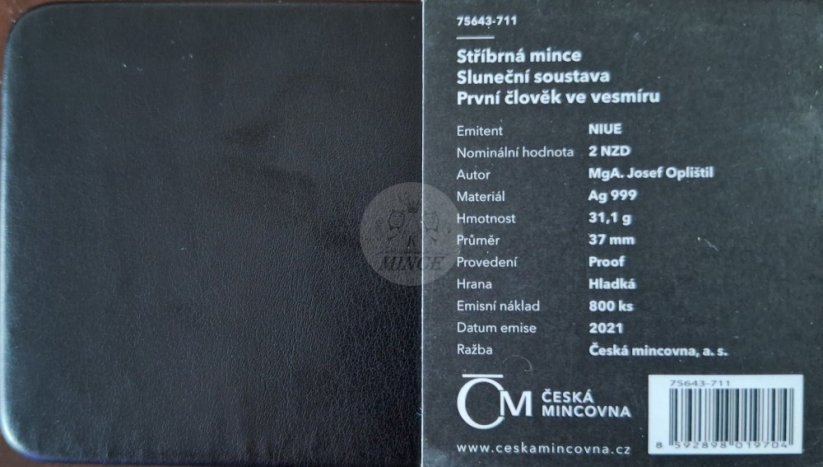 75643-711
Stříbrná mince
Sluneční soustava
První člověk ve vesmíru
Emitent NIUE
Nominální hodnota 2 NZD
Autor MgA. Josef Oplištil
Materiál Ag 999
Hmotnost 31,1 g
Průměr 37 mm
Provedení Proof
Hrana Hladká
Emisní náklad 800 ks
Datum emise 2021
Ražba Česká mincovna, a. s.
K
MINCE
ČM ČESKÁ
MINCOVNA
www.ceskamincovna.cz
75643-711
8 592898 019704